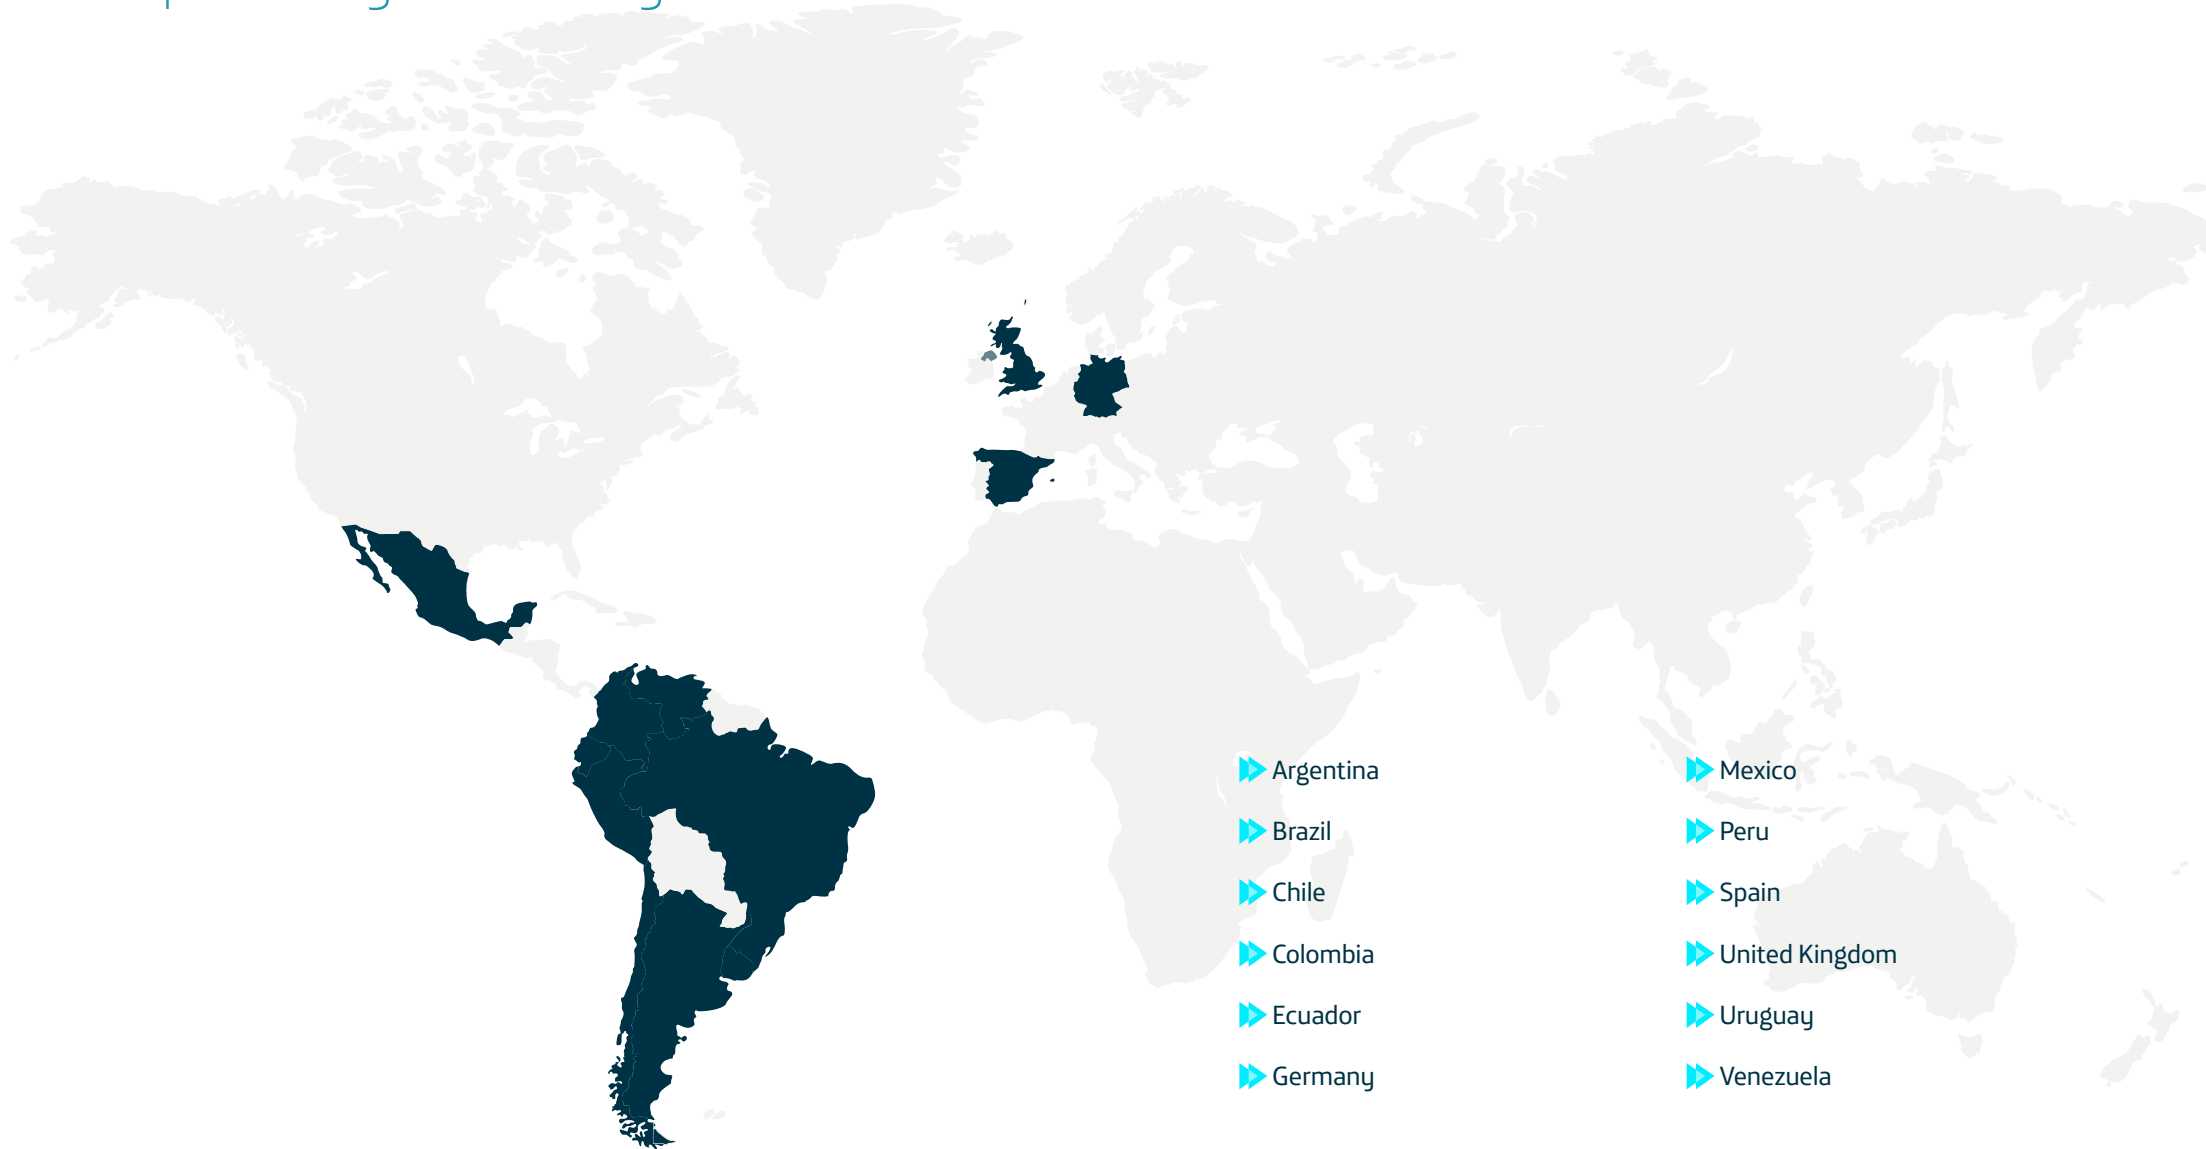 Argentina
Brazil
Chile
Colombia
Ecuador
Germany
Mexico
Peru
Spain
United Kingdom
Uruguay
Venezuela